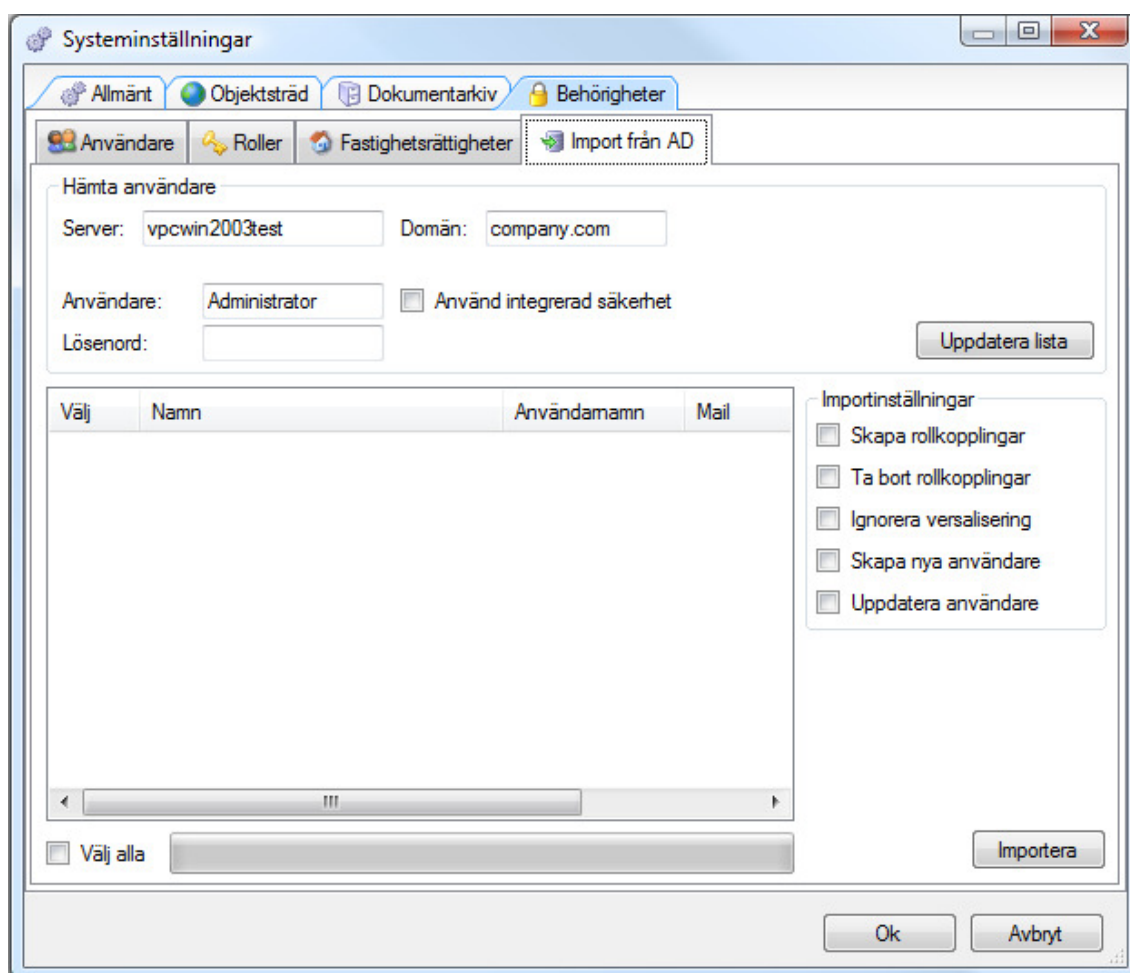 Systeminställningar
Allmänt Objektsträd Dokumentarkiv Behörigheter
Användare Roller Fastighetsrättigheter Import från AD
Hämta användare
Server: vpcwin2003test Domän: company.com
Användare: Administrator Använd integrerad säkerhet
Lösenord:
Uppdatera lista
Välj Namn Användarnamn Mail
Importinställningar
Skapa rollkopplingar
Ta bort rollkopplingar
Ignorera versalisering
Skapa nya användare
Uppdatera användare
Välj alla
Importera
Ok Avbryt